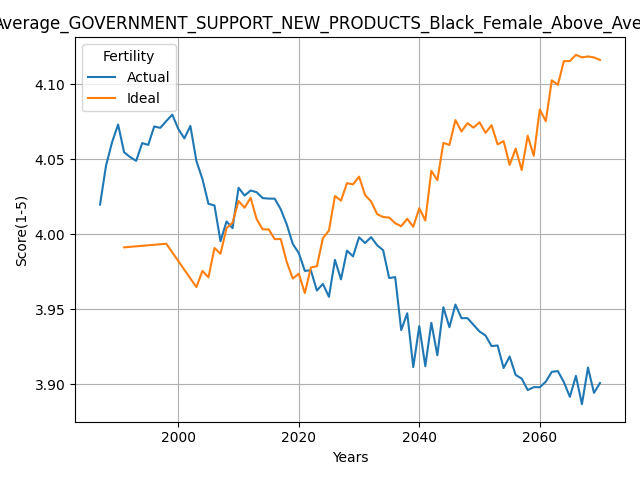 Average_GOVERNMENT_SUPPORT_NEW_PRODUCTS_Black_Female_Above_Ave
Fertility
Actual
Ideal
4.10
4.05
4.00
3.95
3.90
Score(1-5)
2000 2020 2040 2060
Years